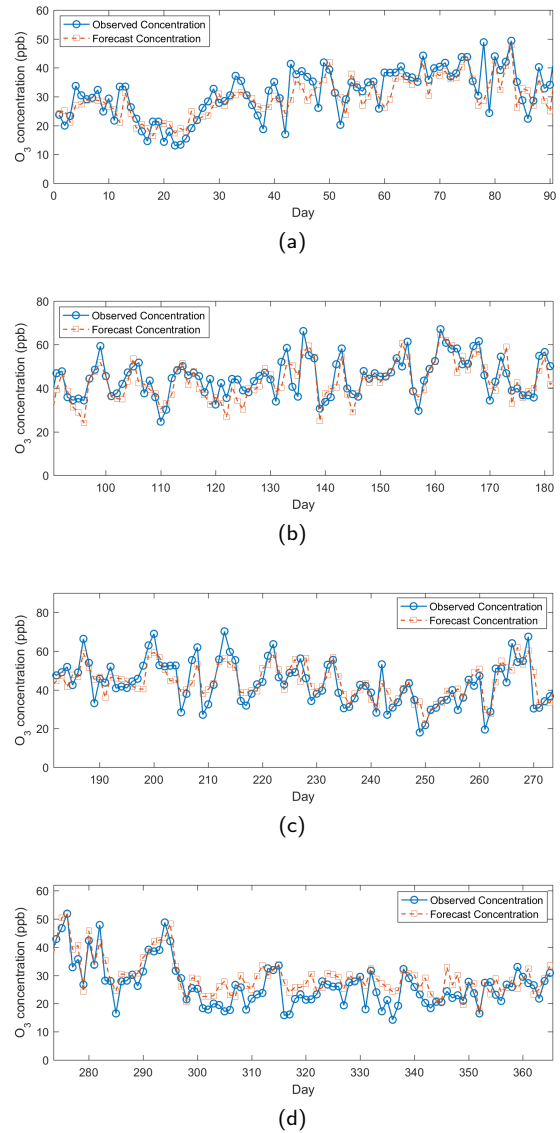 60
50
40
30
20
10
0
O3 concentration (ppb)
Observed Concentration
Forecast Concentration
0 10 20 30 40 50 60 70 80 90
Day
(a)
80
60
40
20
0
O3 concentration (ppb)
Observed Concentration
Forecast Concentration
100 110 120 130 140 150 160 170 180
Day
(b)
80
60
40
20
0
O3 concentration (ppb)
Observed Concentration
Forecast Concentration
190 200 210 220 230 240 250 260 270
Day
(c)
60
50
40
30
20
10
0
O3 concentration (ppb)
Observed Concentration
Forecast Concentration
280 290 300 310 320 330 340 350 360
Day
(d)